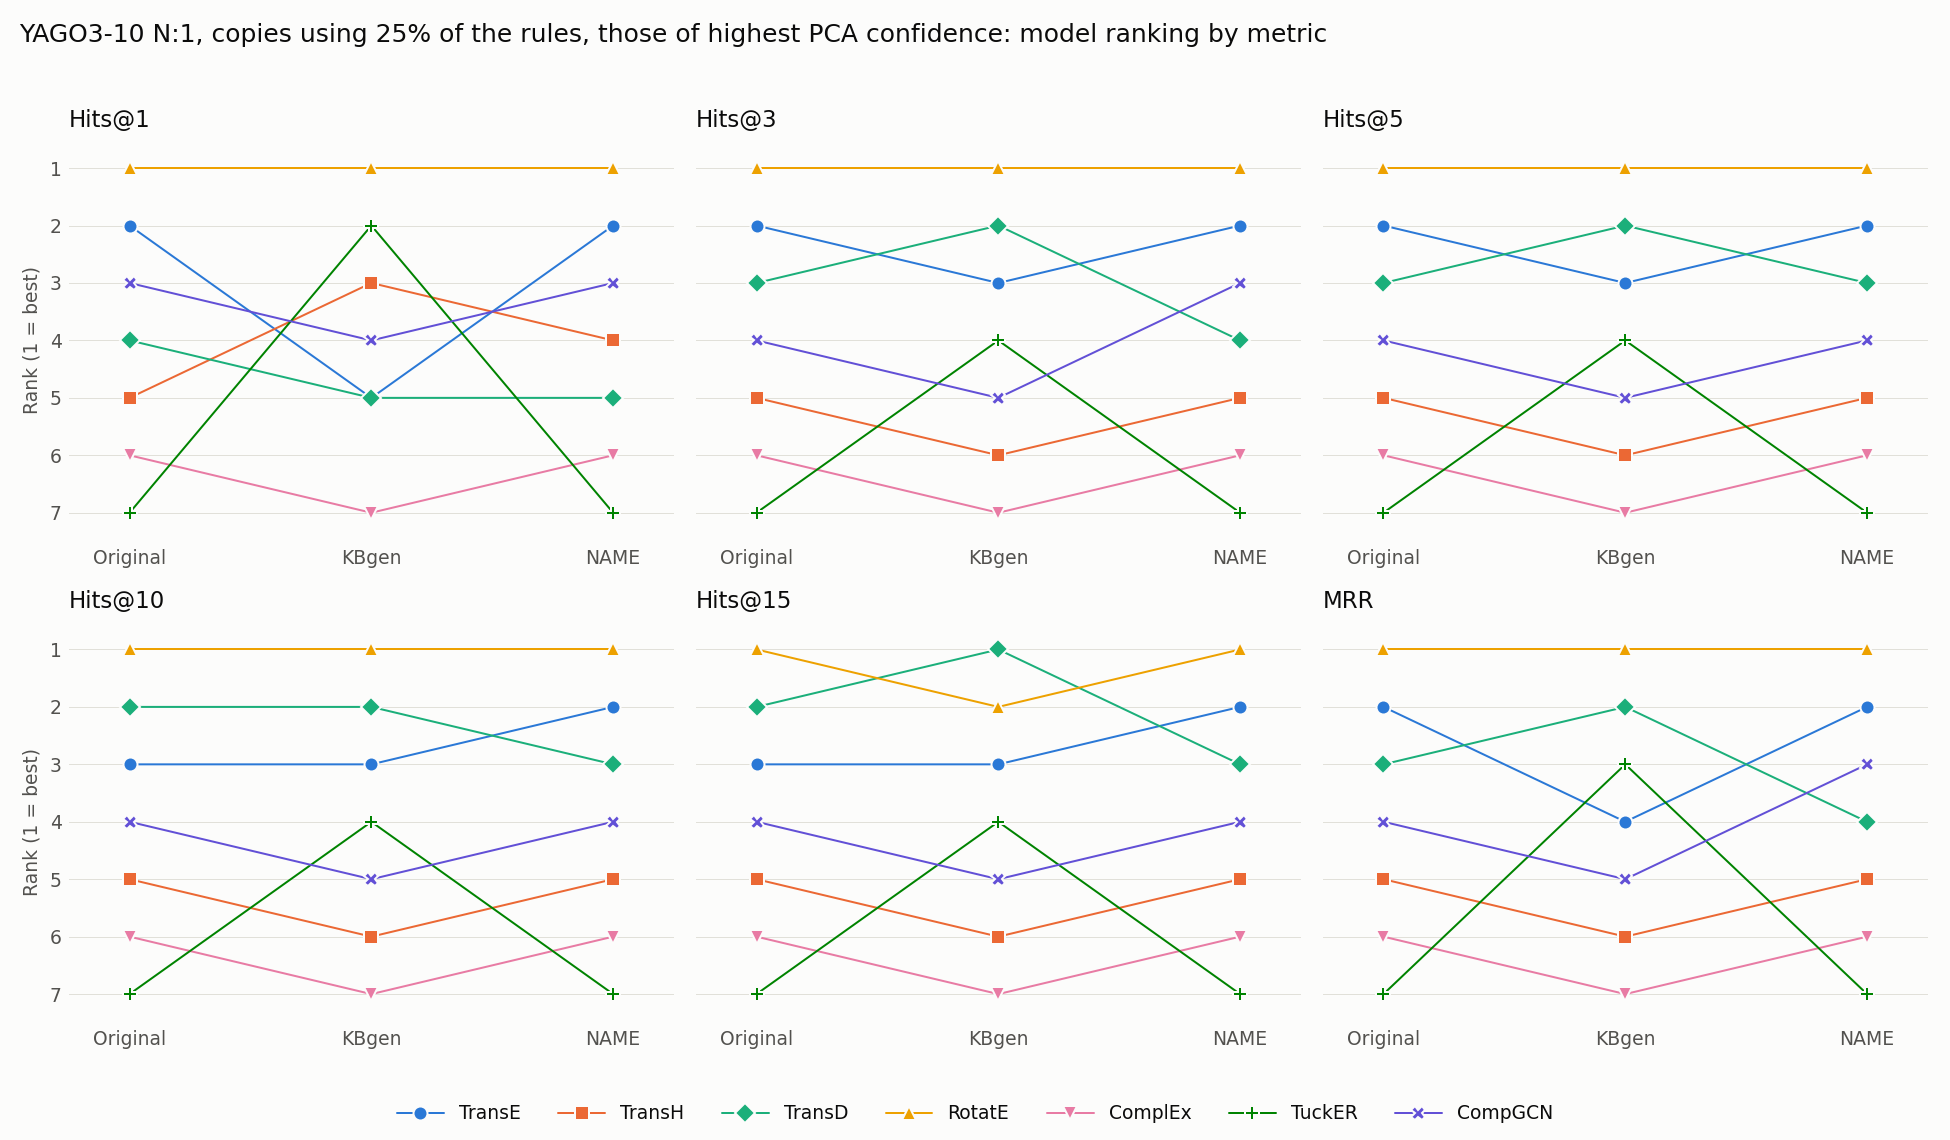 YAGO3-10 N:1, copies using 25% of the rules, those of highest PCA confidence: model ranking by metric
Hits@1
Hits@3
Hits@5
Rank (1 = best)
1
2
3
4
5
6
7
Original
KBgen
NAME
Original
KBgen
NAME
Original
KBgen
NAME
Hits@10
Hits@15
MRR
Rank (1 = best)
1
2
3
4
5
6
7
Original
KBgen
NAME
Original
KBgen
NAME
Original
KBgen
NAME
TransE
TransH
TransD
RotatE
ComplEx
TuckER
CompGCN